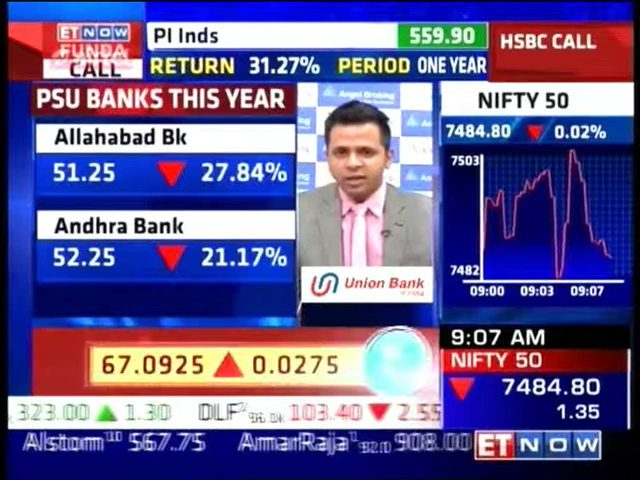 ET NOW
FUNDA
CALL
PI Inds 559.90
RETURN 31.27% PERIOD ONE YEAR
HSBC CALL
PSU BANKS THIS YEAR
Allahabad Bk
51.25 27.84%
Andhra Bank
52.25 21.17%
Angel Broking
Union Bank
NIFTY 50
7484.80 0.02%
7503
7482
09:00 09:03 09:07
67.0925 0.0275
9:07 AM
NIFTY 50
7484.80
1.35
323.00 1.30 DLF 103.40 2.55
Alstom 567.75 AmarRaja 908.00
ET NOW